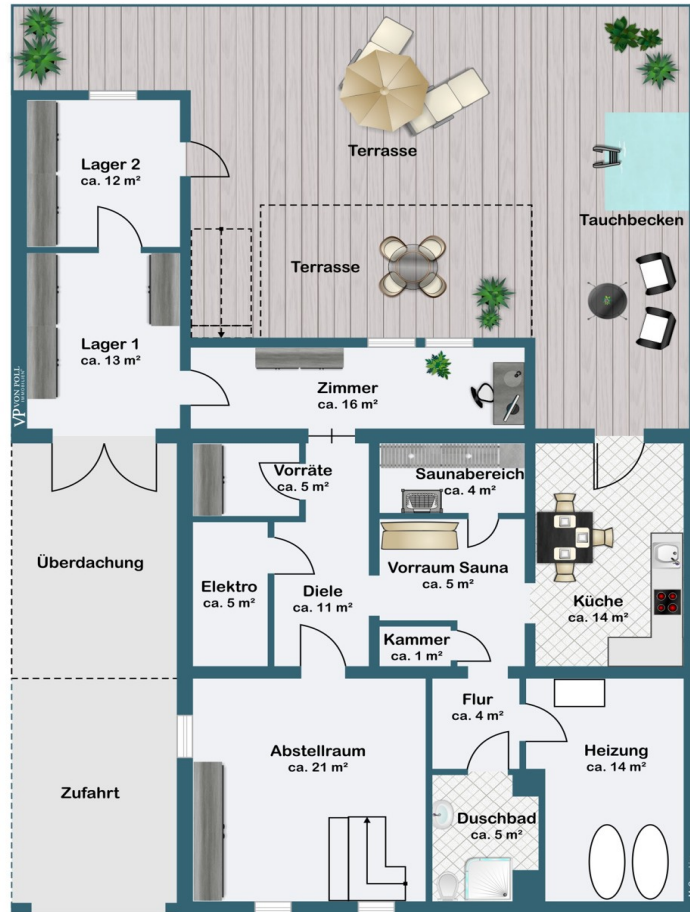 Lager 2
ca. 12 m²
Terrasse
Tauchbecken
Terrasse
Lager 1
ca. 13 m²
VP VON POLL
IMMOBILIEN
Zimmer
ca. 16 m²
Vorräte
ca. 5 m²
Saunabereich
ca. 4 m²
Überdachung
Elektro
ca. 5 m²
Diele
ca. 11 m²
Vorraum Sauna
ca. 5 m²
Küche
ca. 14 m²
Kammer
ca. 1 m²
Flur
ca. 4 m²
Abstellraum
ca. 21 m²
Heizung
ca. 14 m²
Zufahrt
Duschbad
ca. 5 m²